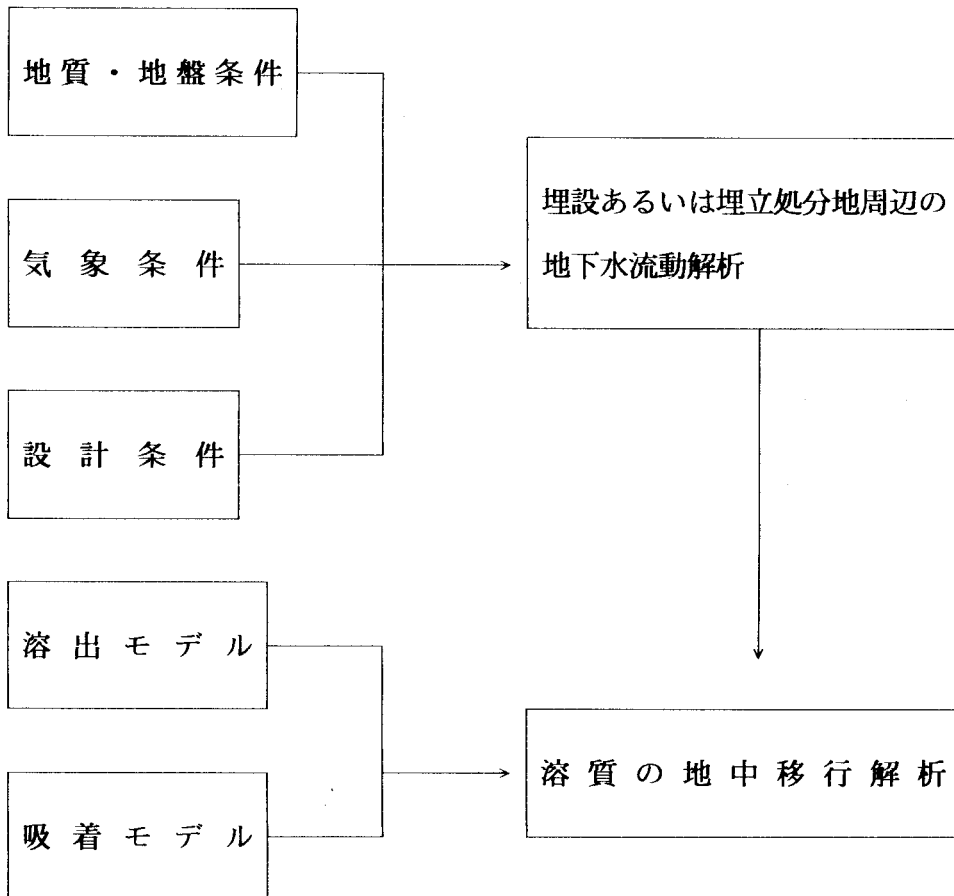 地質・地盤条件
気象条件
設計条件
埋設あるいは埋立処分地周辺の
地下水流動解析
溶出モデル
吸着モデル
溶質の地中移行解析